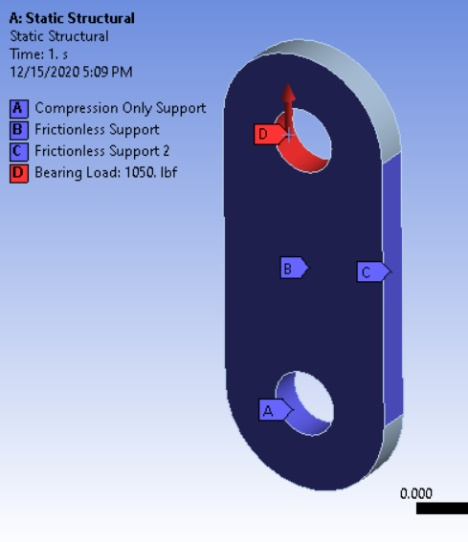 A: Static Structural
Static Structural
Time: 1. s
12/15/2020 5:09 PM
A Compression Only Support
B Frictionless Support
C Frictionless Support 2
D Bearing Load: 1050. lbf
D
B
C
A
0.000